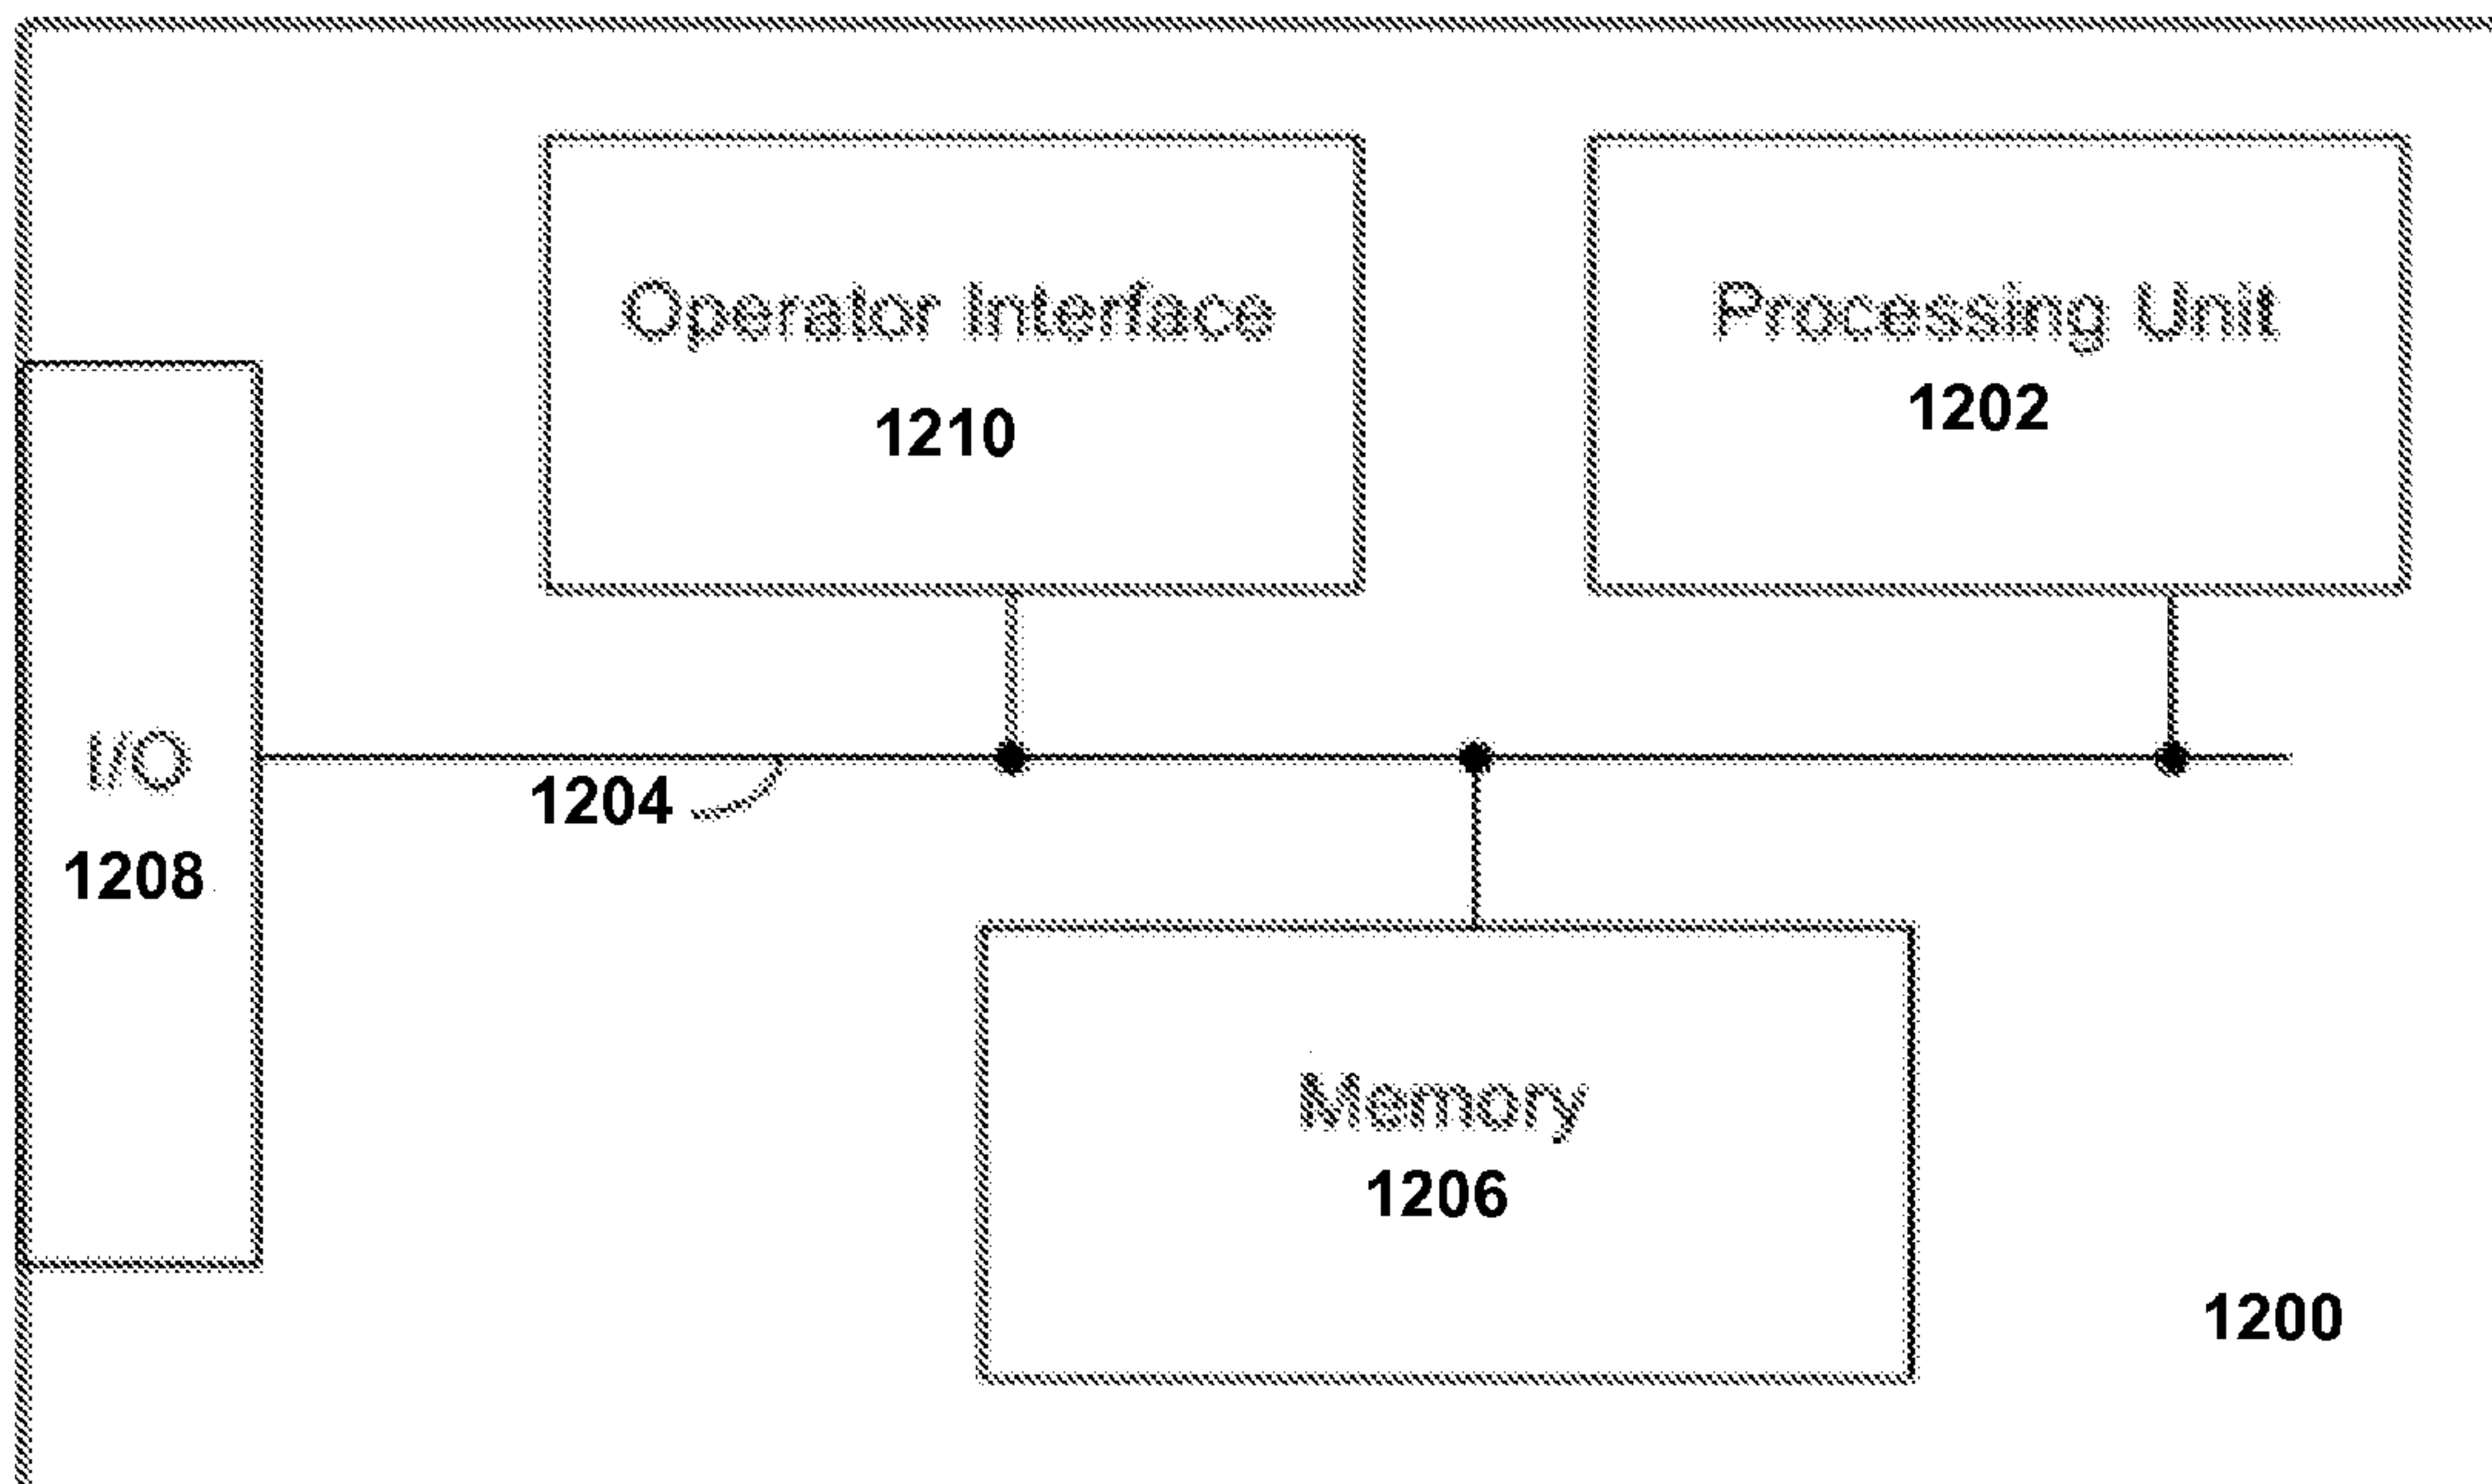 Operator Interface
1210
Processing Unit
1202
I/O
1208
1204
Memory
1206
1200